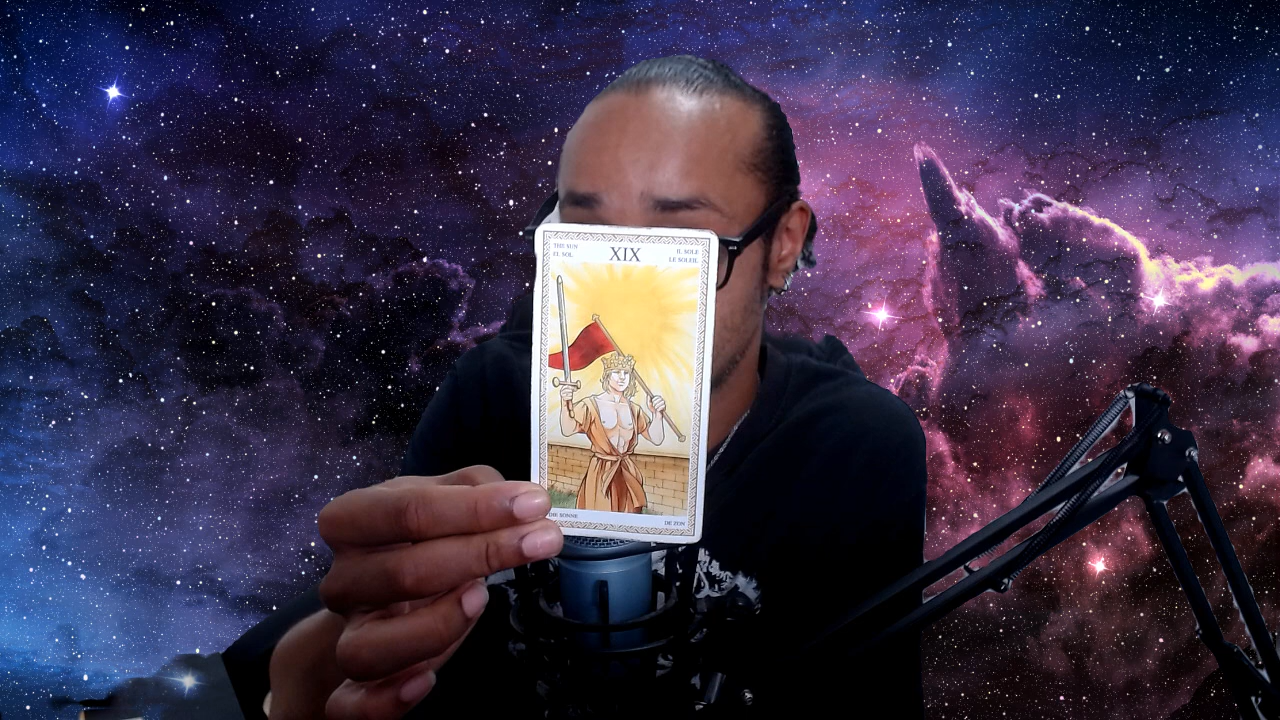 THE SUN
EL SOL
XIX
IL SOLE
LE SOLEIL
DIE SONNE
DE ZON